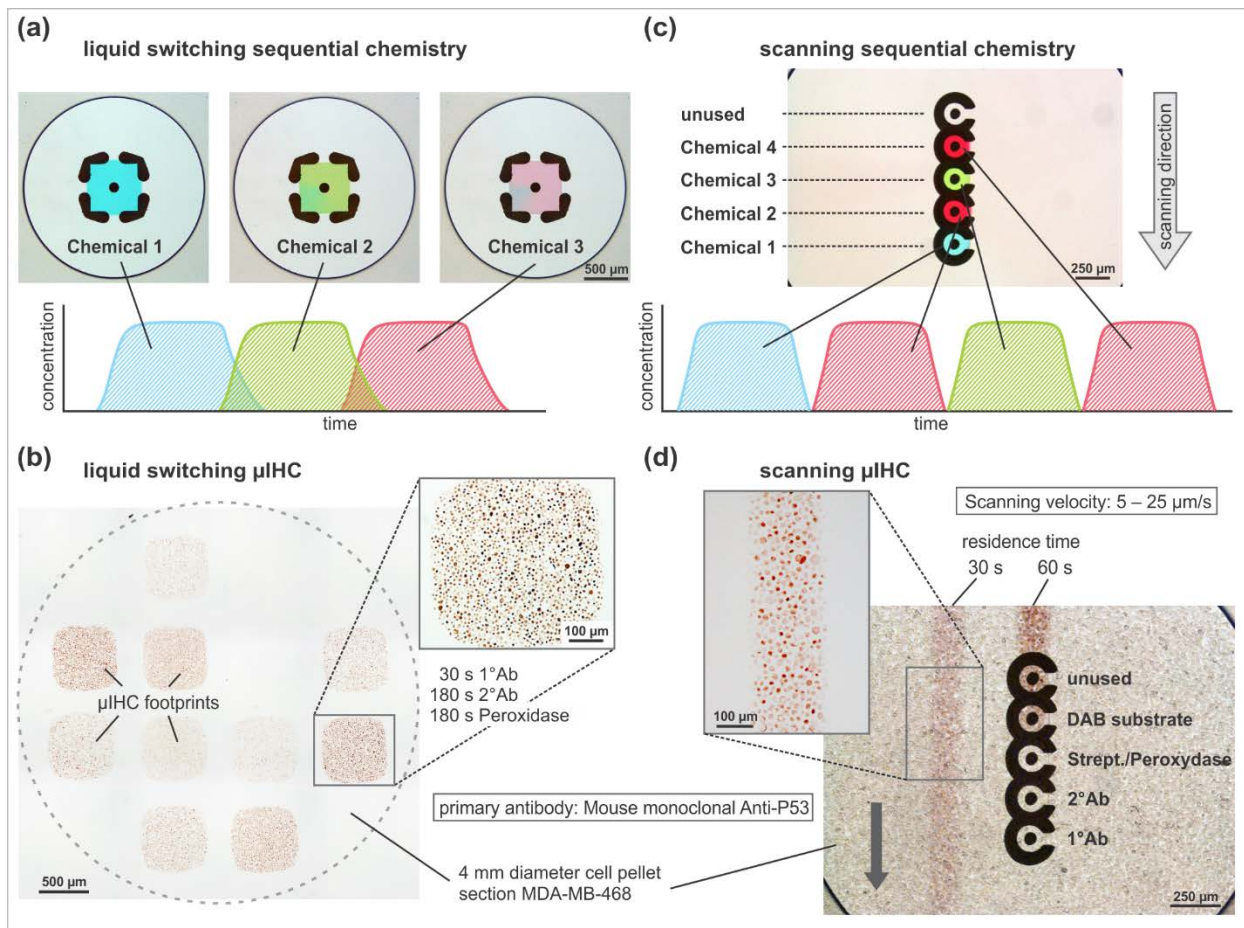 (a)
liquid switching sequential chemistry
Chemical 1
Chemical 2
Chemical 3
500 µm
concentration
time
(c)
scanning sequential chemistry
unused
Chemical 4
Chemical 3
Chemical 2
Chemical 1
scanning direction
250 µm
concentration
time
(b)
liquid switching µIHC
100 µm
30 s 1°Ab
180 s 2°Ab
180 s Peroxidase
µIHC footprints
500 µm
primary antibody: Mouse monoclonal Anti-P53
4 mm diameter cell pellet
section MDA-MB-468
(d)
scanning µIHC
Scanning velocity: 5 – 25 µm/s
residence time
30 s
60 s
100 µm
unused
DAB substrate
Strept./Peroxydase
2°Ab
1°Ab
250 µm